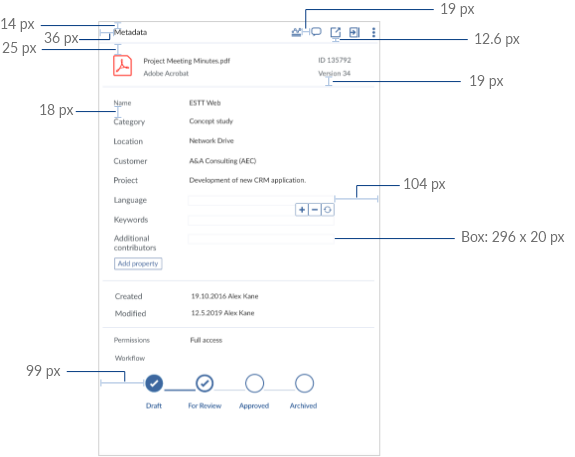 19 px
14 px
Metadata
36 px
12.6 px
25 px
Project Meeting Minutes.pdf
ID 135792
Adobe Acrobat
Version 34
19 px
Name
ESTT Web
18 px
Category
Concept study
Location
Network Drive
Customer
A&A Consulting (AEC)
Project
Development of new CRM application.
104 px
Language
Keywords
Additional
contributors
Box: 296 x 20 px
Add property
Created
19.10.2016 Alex Kane
Modified
12.5.2019 Alex Kane
Permissions
Full access
Workflow
99 px
Draft
For Review
Approved
Archived